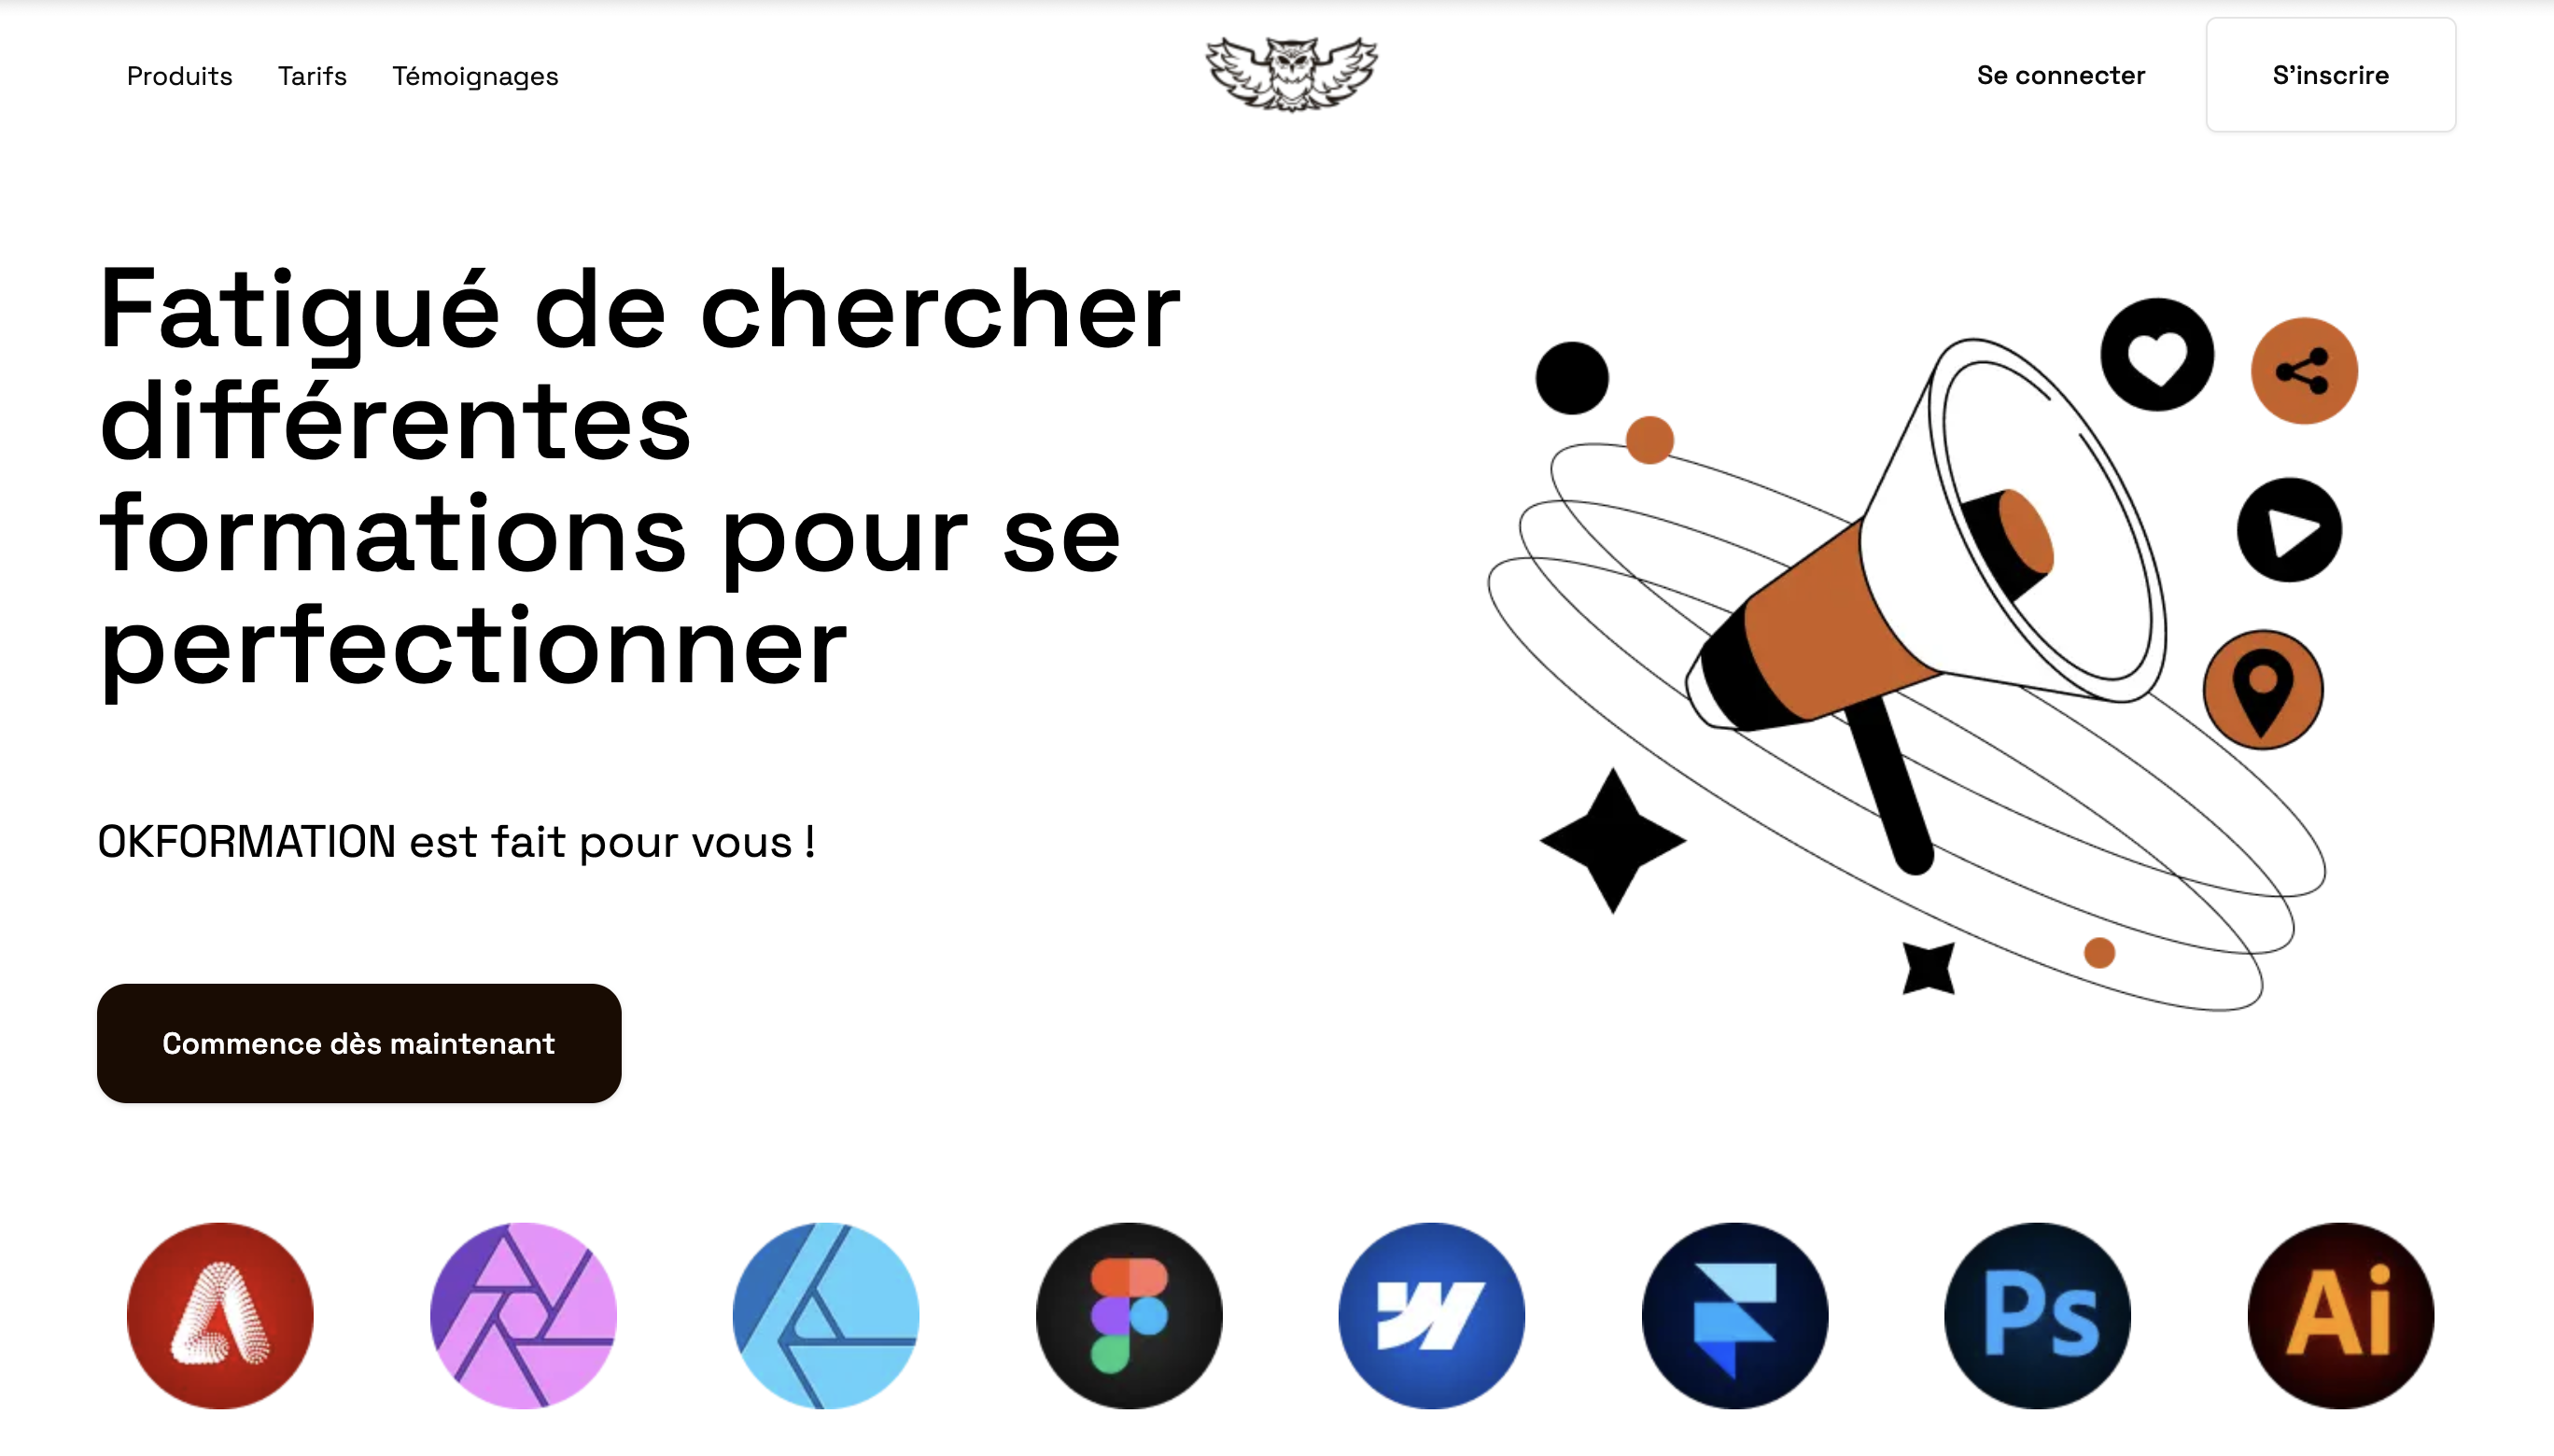 Produits
Tarifs
Témoignages
Se connecter
S'inscrire
Fatigué de chercher
différentes
formations pour se
perfectionner
OKFORMATION est fait pour vous !
Commence dès maintenant
Ps
Ai